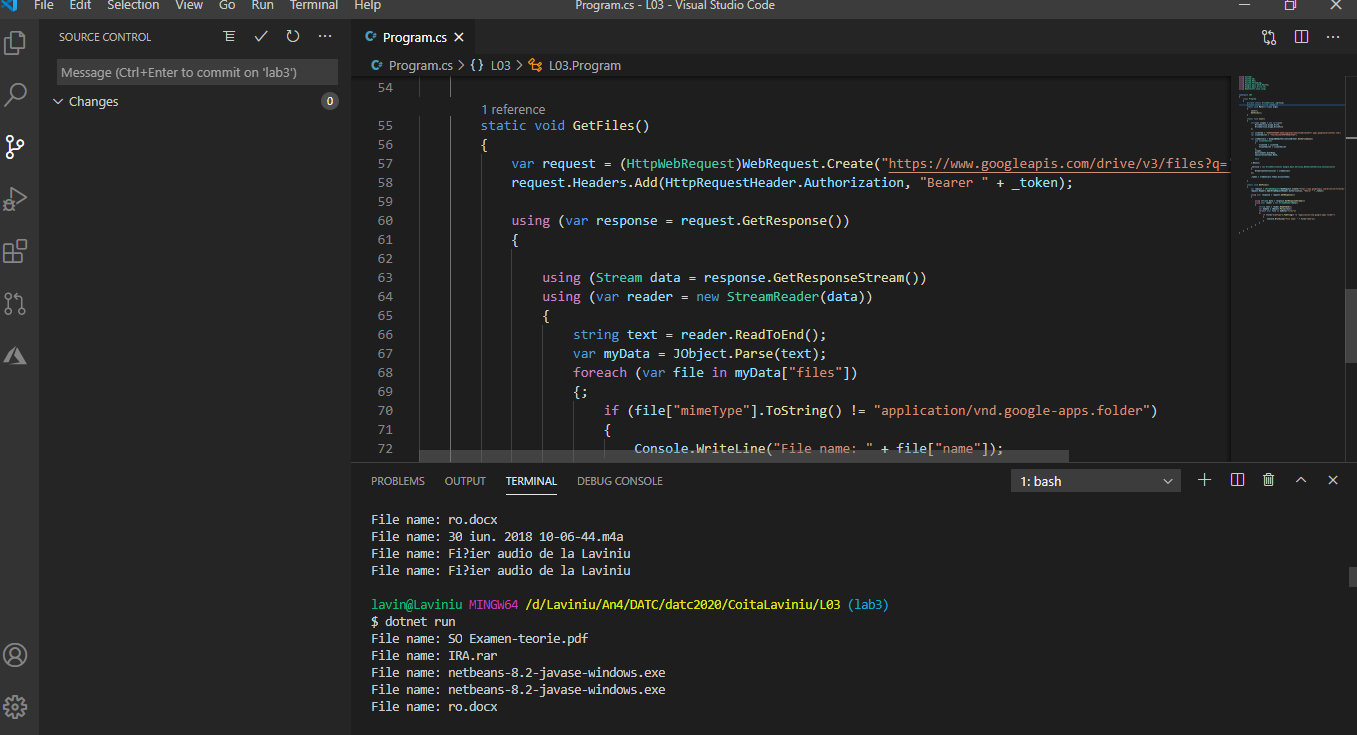 File Edit Selection View Go Run Terminal Help
Program.cs - L03 - Visual Studio Code
SOURCE CONTROL
Message (Ctrl+Enter to commit on 'lab3')
Changes 0
Program.cs
Program.cs > {} L03 > L03.Program
54
1 reference
55 static void GetFiles()
56 {
57 var request = (HttpWebRequest)WebRequest.Create("https://www.googleapis.com/drive/v3/files?q=
58 request.Headers.Add(HttpRequestHeader.Authorization, "Bearer " + _token);
59
60 using (var response = request.GetResponse())
61 {
62
63 using (Stream data = response.GetResponseStream())
64 using (var reader = new StreamReader(data))
65 {
66 string text = reader.ReadToEnd();
67 var myData = JObject.Parse(text);
68 foreach (var file in myData["files"])
69 {;
70 if (file["mimeType"].ToString() != "application/vnd.google-apps.folder")
71 {
72 Console.WriteLine("File name: " + file["name"]);
PROBLEMS OUTPUT TERMINAL DEBUG CONSOLE
1: bash
File name: ro.docx
File name: 30 iun. 2018 10-06-44.m4a
File name: Fi?ier audio de la Laviniu
File name: Fi?ier audio de la Laviniu
lavin@Laviniu MINGW64 /d/Laviniu/An4/DATC/datc2020/CoitaLaviniu/L03 (lab3)
$ dotnet run
File name: SO Examen-teorie.pdf
File name: IRA.rar
File name: netbeans-8.2-javase-windows.exe
File name: netbeans-8.2-javase-windows.exe
File name: ro.docx